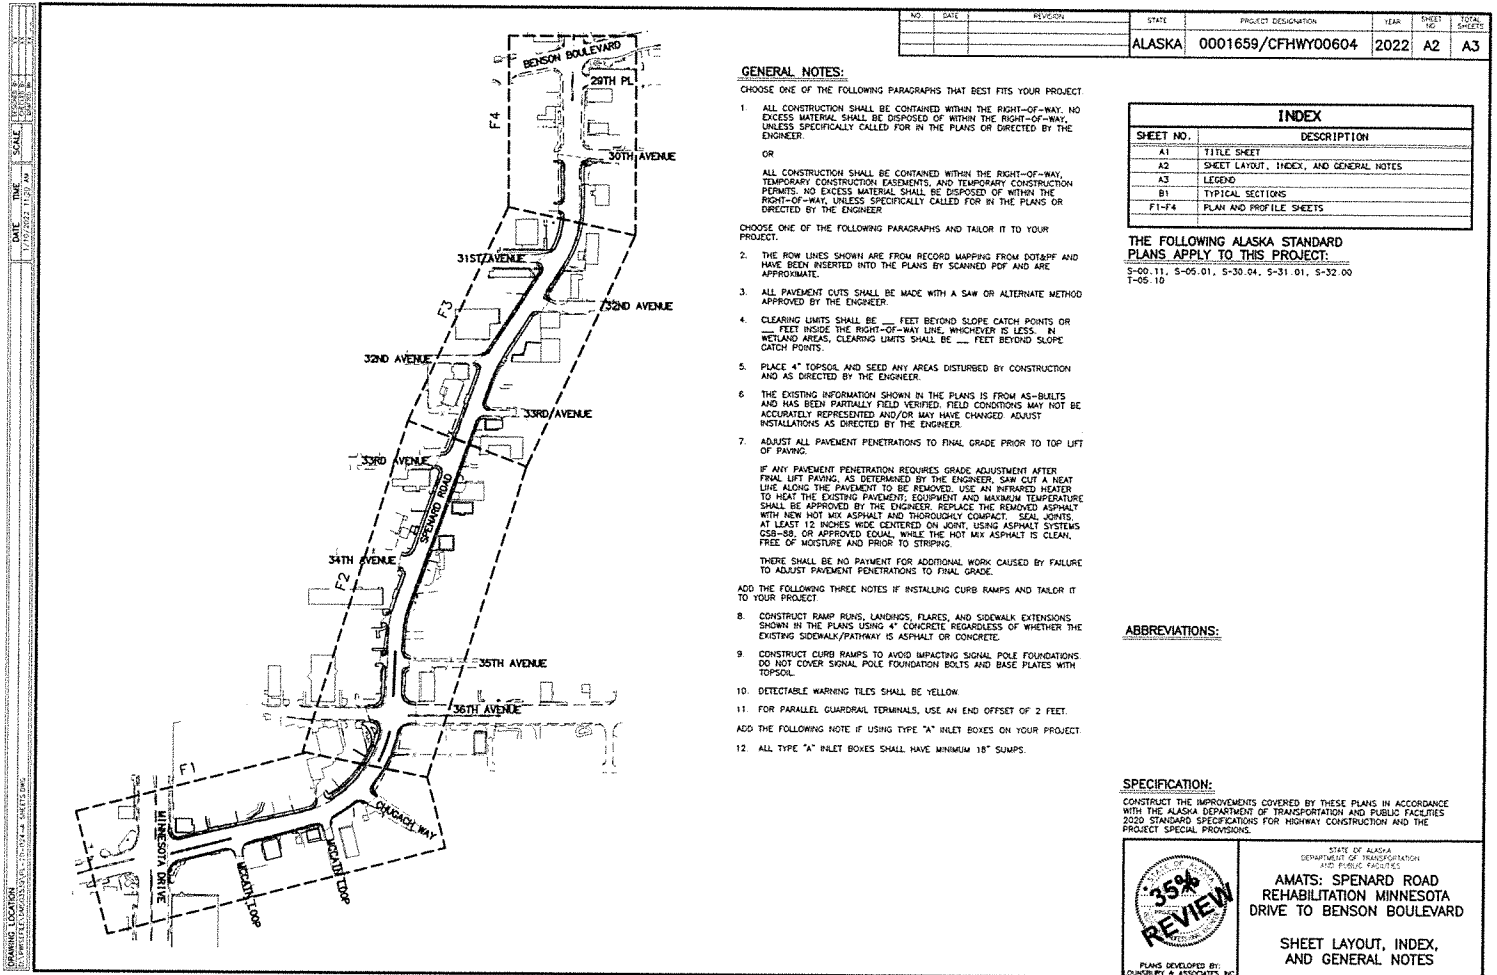 NO. DATE REVISION
STATE PROJECT DESIGNATION YEAR SHEET NO. TOTAL SHEETS
ALASKA 0001659/CFHWY00604 2022 A2 A3
BENSON BOULEVARD
29TH PL
F4
30TH AVENUE
31ST AVENUE
F3
32ND AVENUE
32ND AVENUE
33RD AVENUE
33RD AVENUE
SPENARD ROAD
34TH AVENUE
F2
35TH AVENUE
36TH AVENUE
F1
CHUGACH WAY
MINNESOTA DRIVE
MCCAIN LOOP
MCCAIN LOOP
GENERAL NOTES:
CHOOSE ONE OF THE FOLLOWING PARAGRAPHS THAT BEST FITS YOUR PROJECT.
1. ALL CONSTRUCTION SHALL BE CONTAINED WITHIN THE RIGHT-OF-WAY. NO
EXCESS MATERIAL SHALL BE DISPOSED OF WITHIN THE RIGHT-OF-WAY,
UNLESS SPECIFICALLY CALLED FOR IN THE PLANS OR DIRECTED BY THE
ENGINEER.
OR
ALL CONSTRUCTION SHALL BE CONTAINED WITHIN THE RIGHT-OF-WAY,
TEMPORARY CONSTRUCTION EASEMENTS, AND TEMPORARY CONSTRUCTION
PERMITS. NO EXCESS MATERIAL SHALL BE DISPOSED OF WITHIN THE
RIGHT-OF-WAY, UNLESS SPECIFICALLY CALLED FOR IN THE PLANS OR
DIRECTED BY THE ENGINEER
CHOOSE ONE OF THE FOLLOWING PARAGRAPHS AND TAILOR IT TO YOUR
PROJECT.
2. THE ROW LINES SHOWN ARE FROM RECORD MAPPING FROM DOT&PF AND
HAVE BEEN INSERTED INTO THE PLANS BY SCANNED PDF AND ARE
APPROXIMATE.
3. ALL PAVEMENT CUTS SHALL BE MADE WITH A SAW OR ALTERNATE METHOD
APPROVED BY THE ENGINEER.
4. CLEARING LIMITS SHALL BE ___ FEET BEYOND SLOPE CATCH POINTS OR
___ FEET INSIDE THE RIGHT-OF-WAY LINE, WHICHEVER IS LESS. IN
WETLAND AREAS, CLEARING LIMITS SHALL BE ___ FEET BEYOND SLOPE
CATCH POINTS.
5. PLACE 4" TOPSOIL AND SEED ANY AREAS DISTURBED BY CONSTRUCTION
AND AS DIRECTED BY THE ENGINEER.
6 THE EXISTING INFORMATION SHOWN IN THE PLANS IS FROM AS-BUILTS
AND HAS BEEN PARTIALLY FIELD VERIFIED. FIELD CONDITIONS MAY NOT BE
ACCURATELY REPRESENTED AND/OR MAY HAVE CHANGED. ADJUST
INSTALLATIONS AS DIRECTED BY THE ENGINEER.
7. ADJUST ALL PAVEMENT PENETRATIONS TO FINAL GRADE PRIOR TO TOP LIFT
OF PAVING.
IF ANY PAVEMENT PENETRATION REQUIRES GRADE ADJUSTMENT AFTER
FINAL LIFT PAVING, AS DETERMINED BY THE ENGINEER, SAW CUT A NEAT
LINE ALONG THE PAVEMENT TO BE REMOVED. USE AN INFRARED HEATER
TO HEAT THE EXISTING PAVEMENT; EQUIPMENT AND MAXIMUM TEMPERATURE
SHALL BE APPROVED BY THE ENGINEER. REPLACE THE REMOVED ASPHALT
WITH NEW HOT MIX ASPHALT AND THOROUGHLY COMPACT. SEAL JOINTS,
AT LEAST 12 INCHES WIDE CENTERED ON JOINT, USING ASPHALT SYSTEMS
GSB-88, OR APPROVED EQUAL, WHILE THE HOT MIX ASPHALT IS CLEAN,
FREE OF MOISTURE AND PRIOR TO STRIPING.
THERE SHALL BE NO PAYMENT FOR ADDITIONAL WORK CAUSED BY FAILURE
TO ADJUST PAVEMENT PENETRATIONS TO FINAL GRADE.
ADD THE FOLLOWING THREE NOTES IF INSTALLING CURB RAMPS AND TAILOR IT
TO YOUR PROJECT.
8. CONSTRUCT RAMP RUNS, LANDINGS, FLARES, AND SIDEWALK EXTENSIONS
SHOWN IN THE PLANS USING 4" CONCRETE REGARDLESS OF WHETHER THE
EXISTING SIDEWALK/PATHWAY IS ASPHALT OR CONCRETE.
9. CONSTRUCT CURB RAMPS TO AVOID IMPACTING SIGNAL POLE FOUNDATIONS.
DO NOT COVER SIGNAL POLE FOUNDATION BOLTS AND BASE PLATES WITH
TOPSOIL.
10. DETECTABLE WARNING TILES SHALL BE YELLOW.
11. FOR PARALLEL GUARDRAIL TERMINALS, USE AN END OFFSET OF 2 FEET.
ADD THE FOLLOWING NOTE IF USING TYPE "A" INLET BOXES ON YOUR PROJECT.
12. ALL TYPE "A" INLET BOXES SHALL HAVE MINIMUM 18" SUMPS.
INDEX
SHEET NO. DESCRIPTION
A1 TITLE SHEET
A2 SHEET LAYOUT, INDEX, AND GENERAL NOTES
A3 LEGEND
B1 TYPICAL SECTIONS
F1-F4 PLAN AND PROFILE SHEETS
THE FOLLOWING ALASKA STANDARD
PLANS APPLY TO THIS PROJECT:
S-00.11, S-05.01, S-30.04, S-31.01, S-32.00
T-05.10
ABBREVIATIONS:
SPECIFICATION:
CONSTRUCT THE IMPROVEMENTS COVERED BY THESE PLANS IN ACCORDANCE
WITH THE ALASKA DEPARTMENT OF TRANSPORTATION AND PUBLIC FACILITIES
2020 STANDARD SPECIFICATIONS FOR HIGHWAY CONSTRUCTION AND THE
PROJECT SPECIAL PROVISIONS.
STATE OF ALASKA
35%
REVIEW
PLANS DEVELOPED BY:
LOUNSBURY & ASSOCIATES, INC.
STATE OF ALASKA
DEPARTMENT OF TRANSPORTATION
AND PUBLIC FACILITIES
AMATS: SPENARD ROAD
REHABILITATION MINNESOTA
DRIVE TO BENSON BOULEVARD
SHEET LAYOUT, INDEX,
AND GENERAL NOTES
DRAWING LOCATION
DATE TIME SCALE